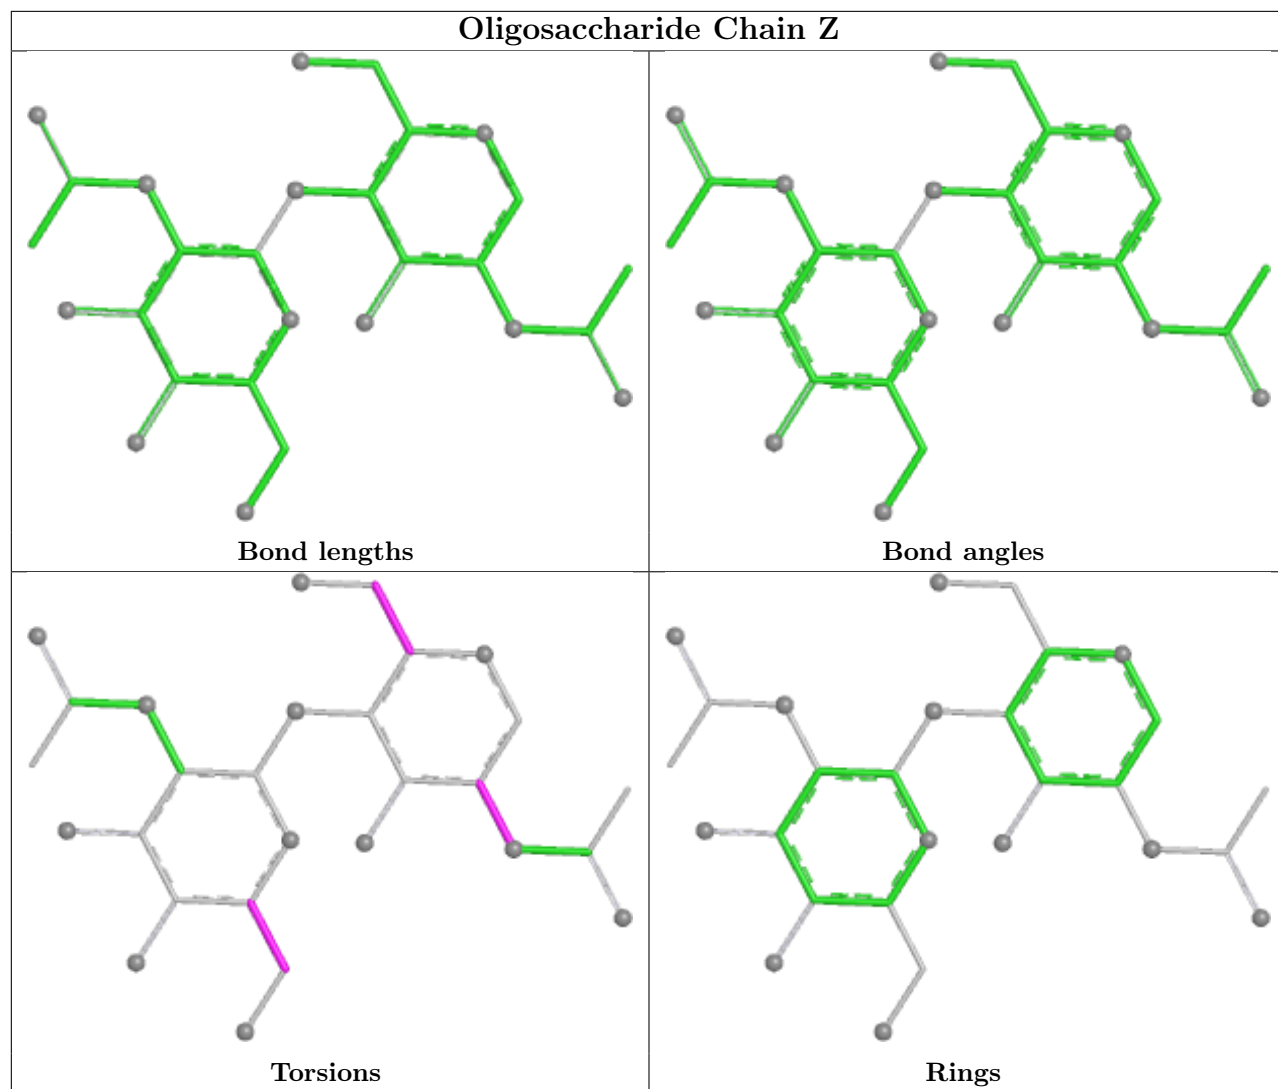 Oligosaccharide Chain Z
Bond lengths
Bond angles
Torsions
Rings